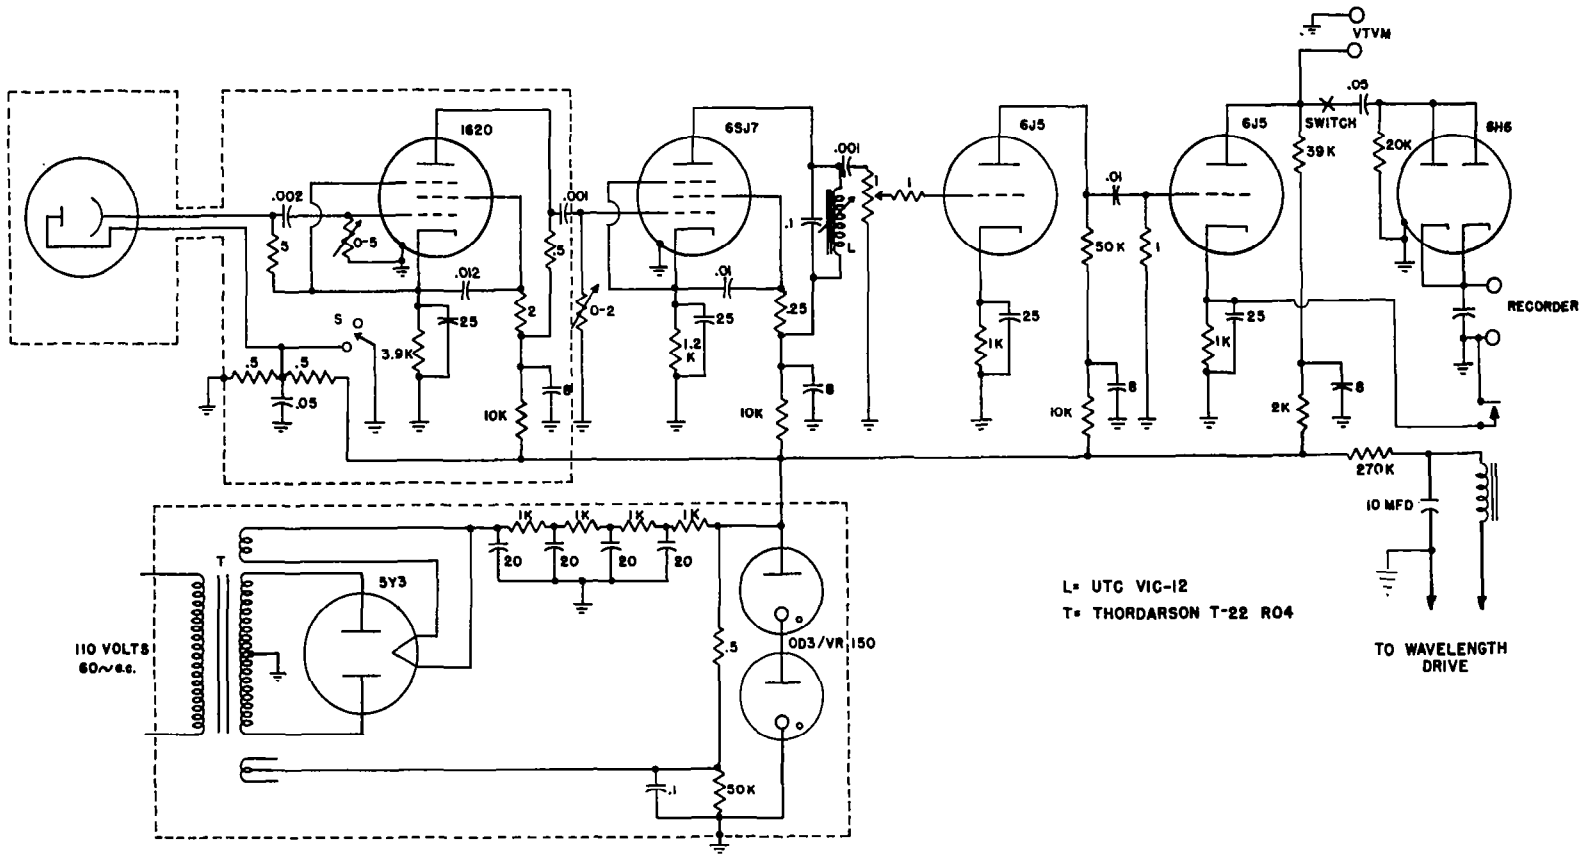 VTVM
1620
6SJ7
6J5
6J5
SWITCH
.05
6H6
.002
.001
.001
1
1
.01
39K
20K
.5
0-5
.5
.1
L
50K
1
.012
.01
2
0-2
.25
S
25
25
25
25
RECORDER
3.9K
1.2
K
1K
1K
.5
.5
.05
8
8
8
8
10K
10K
10K
2K
270K
10 MFD
1K
1K
1K
1K
20
20
20
20
T
5Y3
110 VOLTS
60~a.c.
.5
OD3/VR 150
.1
50K
L= UTC VIC-12
T= THORDARSON T-22 R04
TO WAVELENGTH
DRIVE